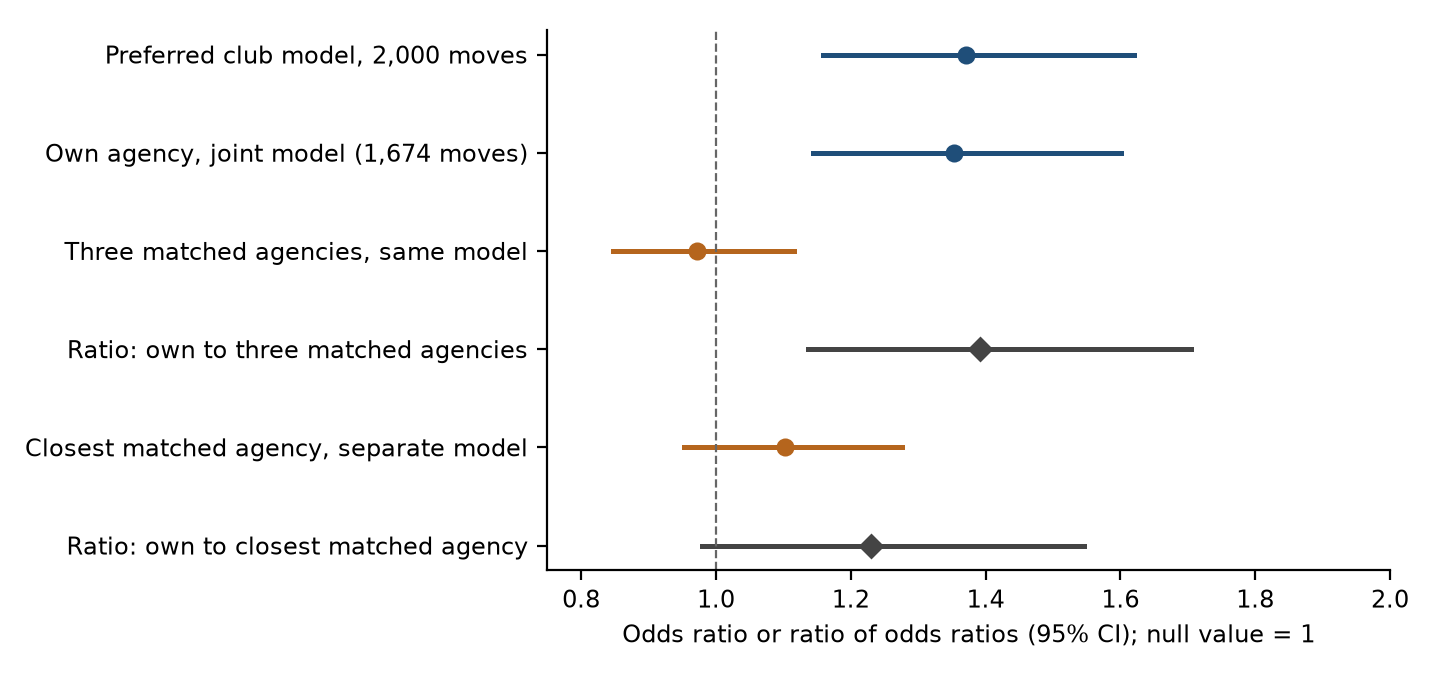 Preferred club model, 2,000 moves
Own agency, joint model (1,674 moves)
Three matched agencies, same model
Ratio: own to three matched agencies
Closest matched agency, separate model
Ratio: own to closest matched agency
0.8 1.0 1.2 1.4 1.6 1.8 2.0
Odds ratio or ratio of odds ratios (95% CI); null value = 1